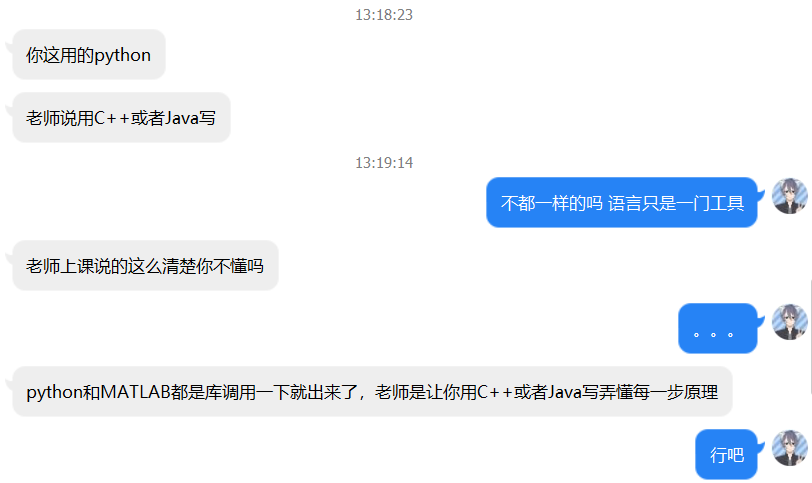 13:18:23
你这用的python
老师说用C++或者Java写
13:19:14
不都一样的吗 语言只是一门工具
老师上课说的这么清楚你不懂吗
。。。
python和MATLAB都是库调用一下就出来了，老师是让你用C++或者Java写弄懂每一步原理
行吧